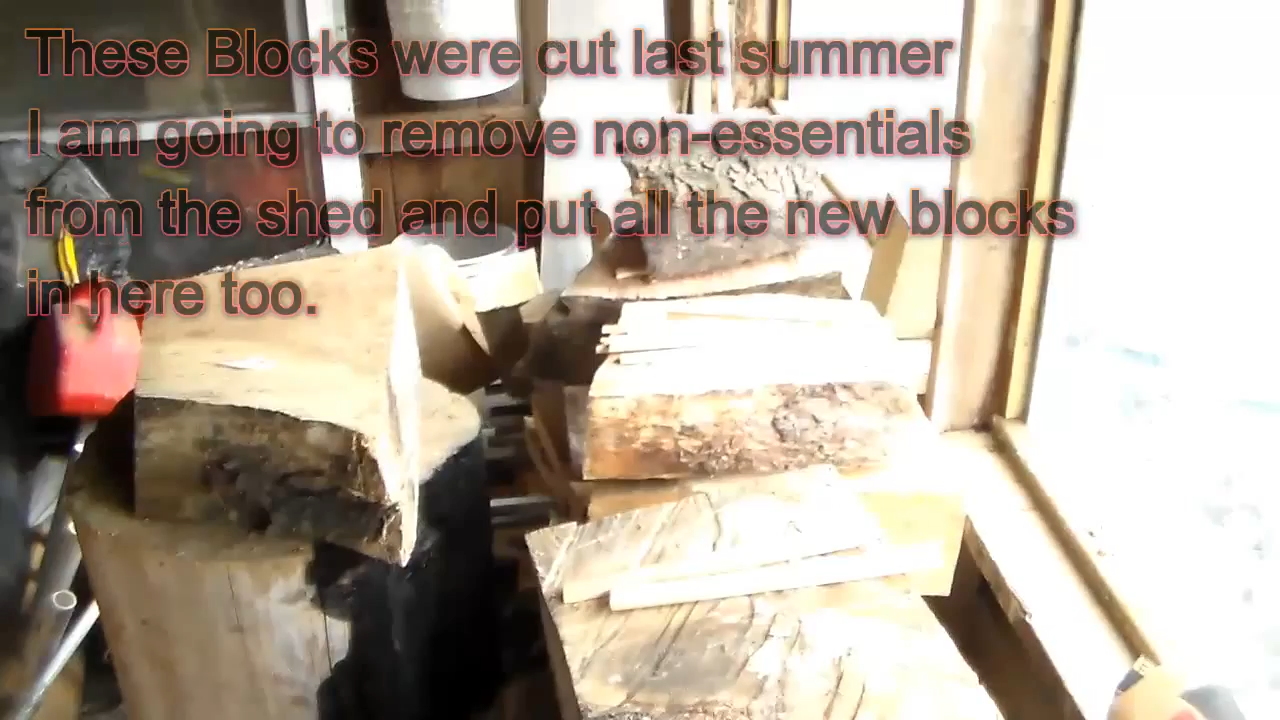 These Blocks were cut last summer
I am going to remove non-essentials
from the shed and put all the new blocks
in here too.